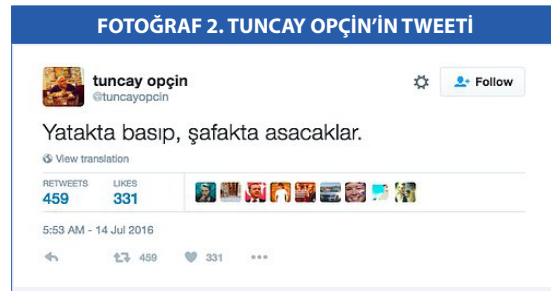 FOTOĞRAF 2. TUNCAY OPÇİN'İN TWEETİ
tuncay opçin
@tuncayopcin
Follow
Yatakta basıp, şafakta asacaklar.
View translation
RETWEETS LIKES
459 331
5:53 AM - 14 Jul 2016
459 331